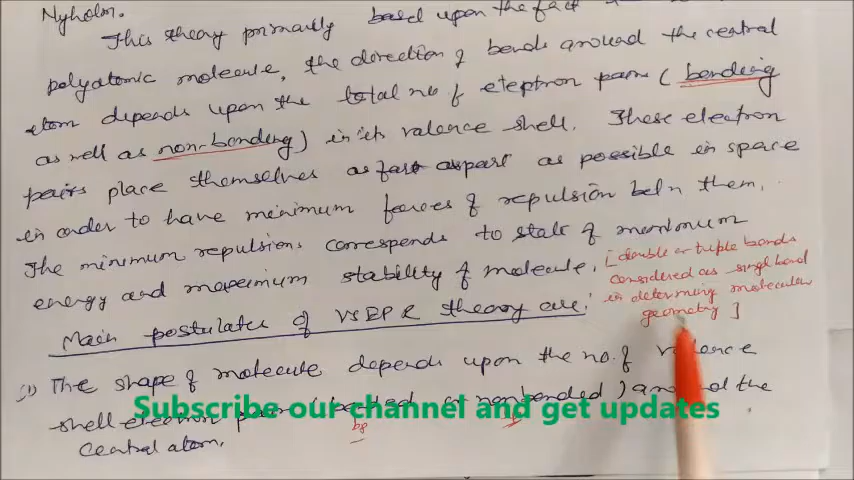 Nyholm.
This theory primarily based upon the fact
polyatomic molecule, the direction of bonds around the central
atom depends upon the total no of electron pairs (bonding
as well as non-bonding) in its valence shell. These electron
pairs place themselves as far apart as possible in space
in order to have minimum forces of repulsion betn them.
The minimum repulsions corresponds to state of minimum
energy and maximum stability of molecule.
[double or triple bonds
considered as single bond
in determining molecular
geometry]
Main postulates of VSEPR theory are:
(i) The shape of molecule depends upon the no. of valence
shell electron or nonbonded) around the
central atom.
Subscribe our channel and get updates